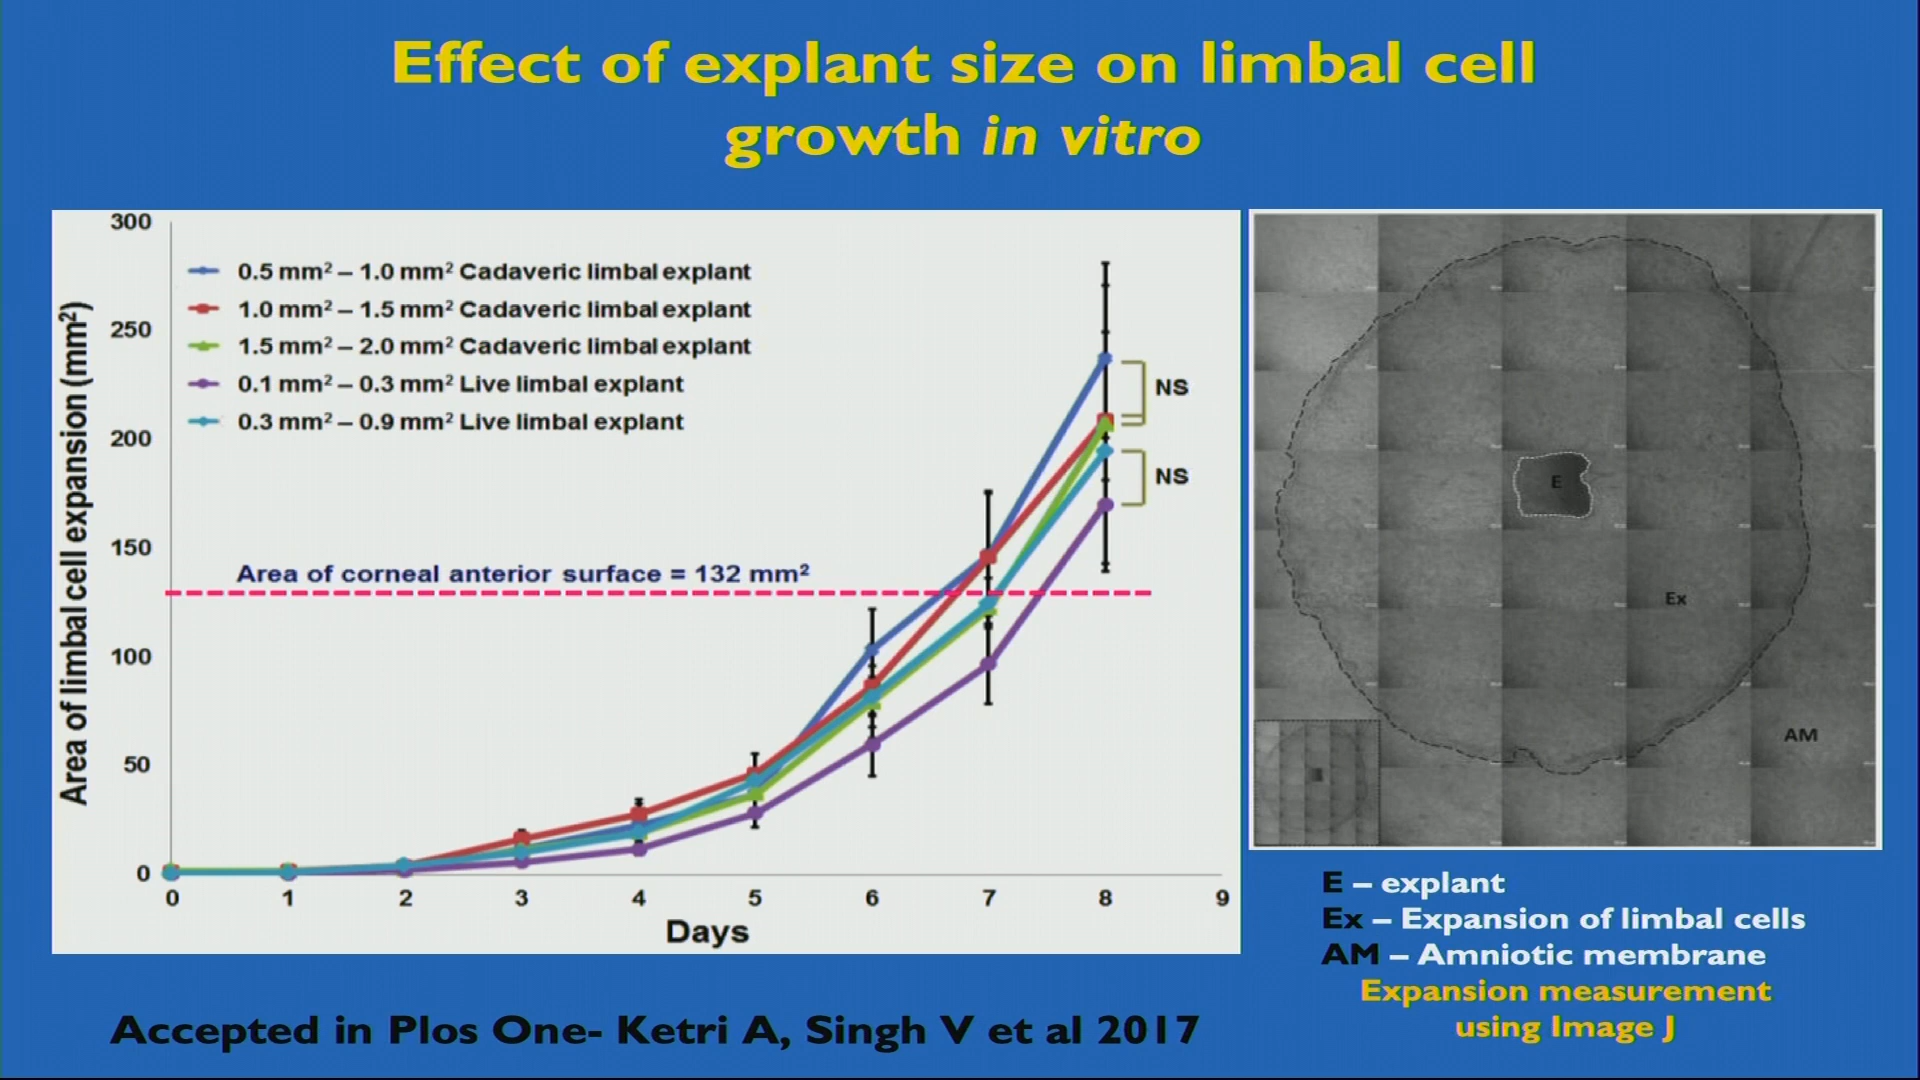 Effect of explant size on limbal cell
growth in vitro
300
250
200
150
100
50
0
Area of limbal cell expansion (mm²)
0.5 mm² – 1.0 mm² Cadaveric limbal explant
1.0 mm² – 1.5 mm² Cadaveric limbal explant
1.5 mm² – 2.0 mm² Cadaveric limbal explant
0.1 mm² – 0.3 mm² Live limbal explant
0.3 mm² – 0.9 mm² Live limbal explant
NS
NS
Area of corneal anterior surface = 132 mm²
0 1 2 3 4 5 6 7 8 9
Days
E
Ex
AM
E – explant
Ex – Expansion of limbal cells
AM – Amniotic membrane
Expansion measurement
using Image J
Accepted in Plos One- Ketri A, Singh V et al 2017